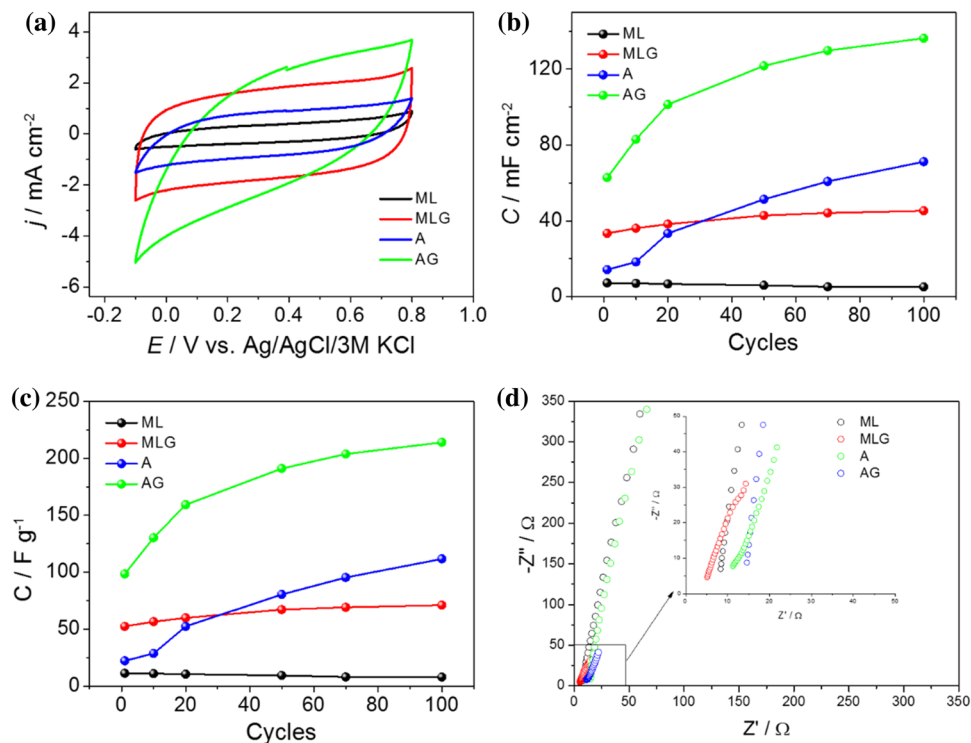 (a)
j / mA cm-2
4
2
0
-2
-4
-6
ML
MLG
A
AG
-0.2 0.0 0.2 0.4 0.6 0.8 1.0
E / V vs. Ag/AgCl/3M KCl
(b)
C / mF cm-2
120
80
40
0
ML
MLG
A
AG
0 20 40 60 80 100
Cycles
(c)
C / F g-1
250
200
150
100
50
0
ML
MLG
A
AG
0 20 40 60 80 100
Cycles
(d)
-Z" / Ω
350
300
250
200
150
100
50
0
ML
MLG
A
AG
-Z" / Ω
50
40
30
20
10
0
0 10 20 30 40 50
Z' / Ω
0 50 100 150 200 250 300 350
Z' / Ω